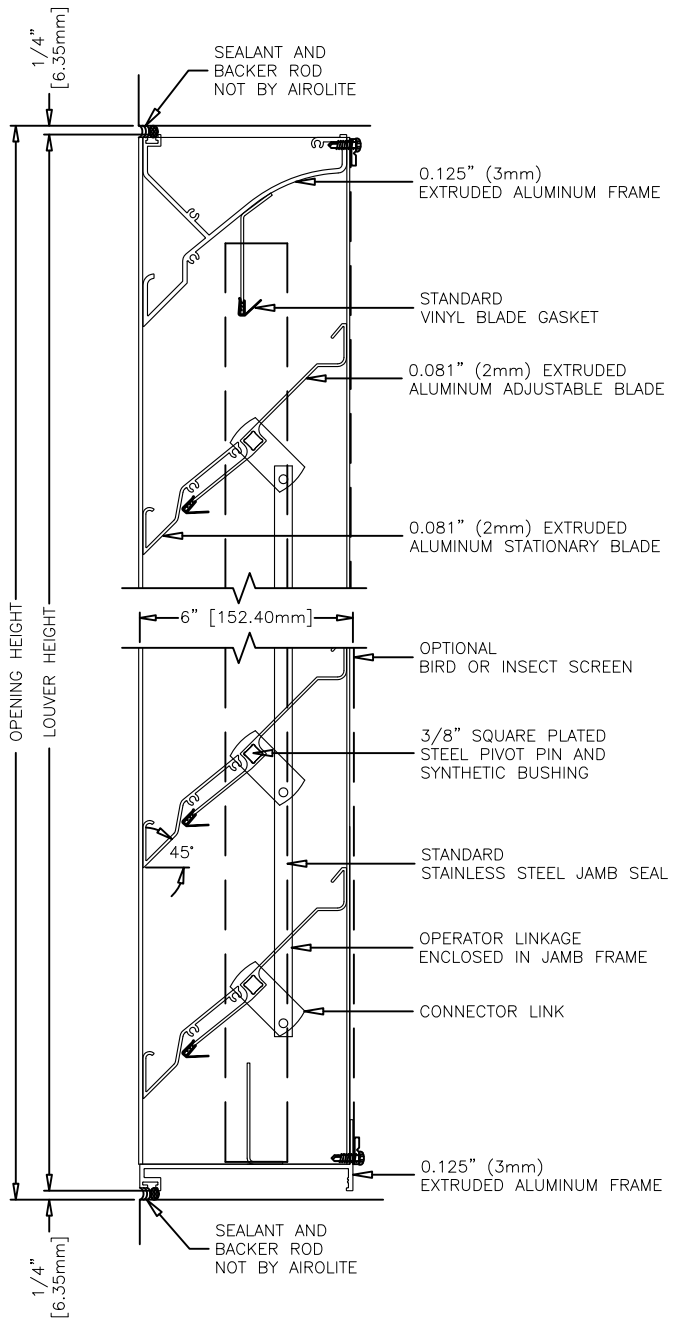 1/4"
[6.35mm]
SEALANT AND
BACKER ROD
NOT BY AIROLITE
0.125" (3mm)
EXTRUDED ALUMINUM FRAME
STANDARD
VINYL BLADE GASKET
0.081" (2mm) EXTRUDED
ALUMINUM ADJUSTABLE BLADE
0.081" (2mm) EXTRUDED
ALUMINUM STATIONARY BLADE
6" [152.40mm]
OPENING HEIGHT
LOUVER HEIGHT
OPTIONAL
BIRD OR INSECT SCREEN
3/8" SQUARE PLATED
STEEL PIVOT PIN AND
SYNTHETIC BUSHING
45°
STANDARD
STAINLESS STEEL JAMB SEAL
OPERATOR LINKAGE
ENCLOSED IN JAMB FRAME
CONNECTOR LINK
0.125" (3mm)
EXTRUDED ALUMINUM FRAME
SEALANT AND
BACKER ROD
NOT BY AIROLITE
1/4"
[6.35mm]